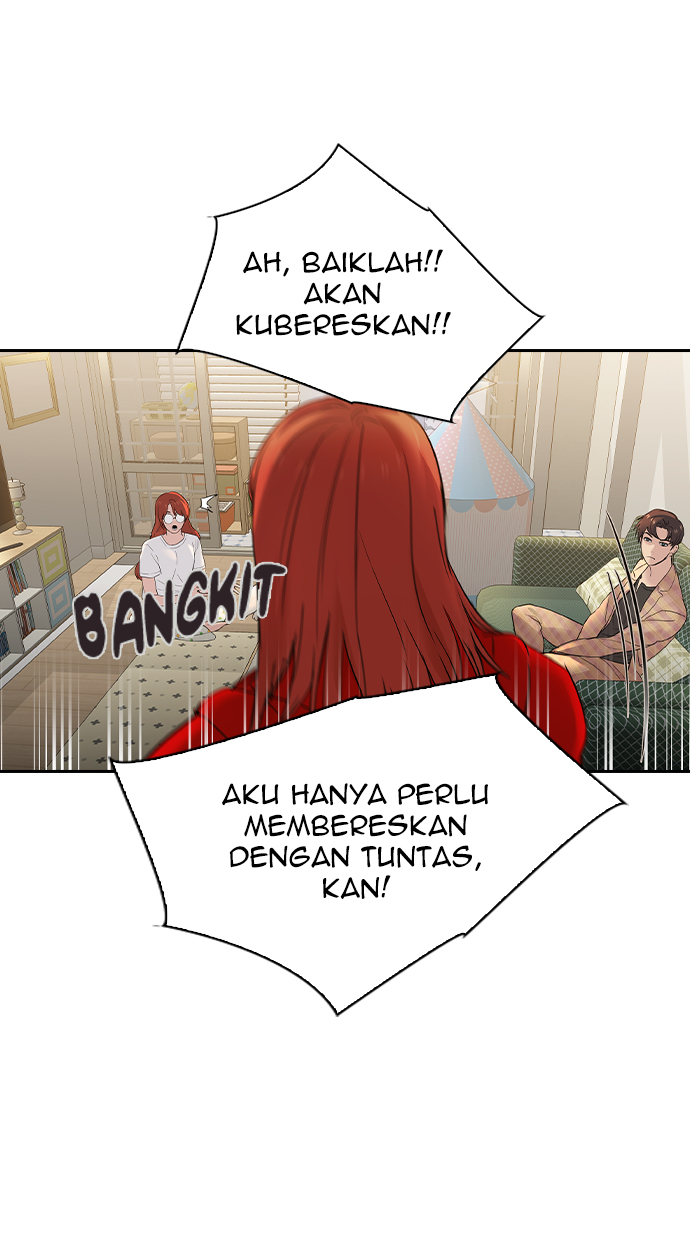 AH, BAIKLAH!!
AKAN
KUBERESKAN!!
BANGKIT
AKU HANYA PERLU
MEMBERESKAN
DENGAN TUNTAS,
KAN!